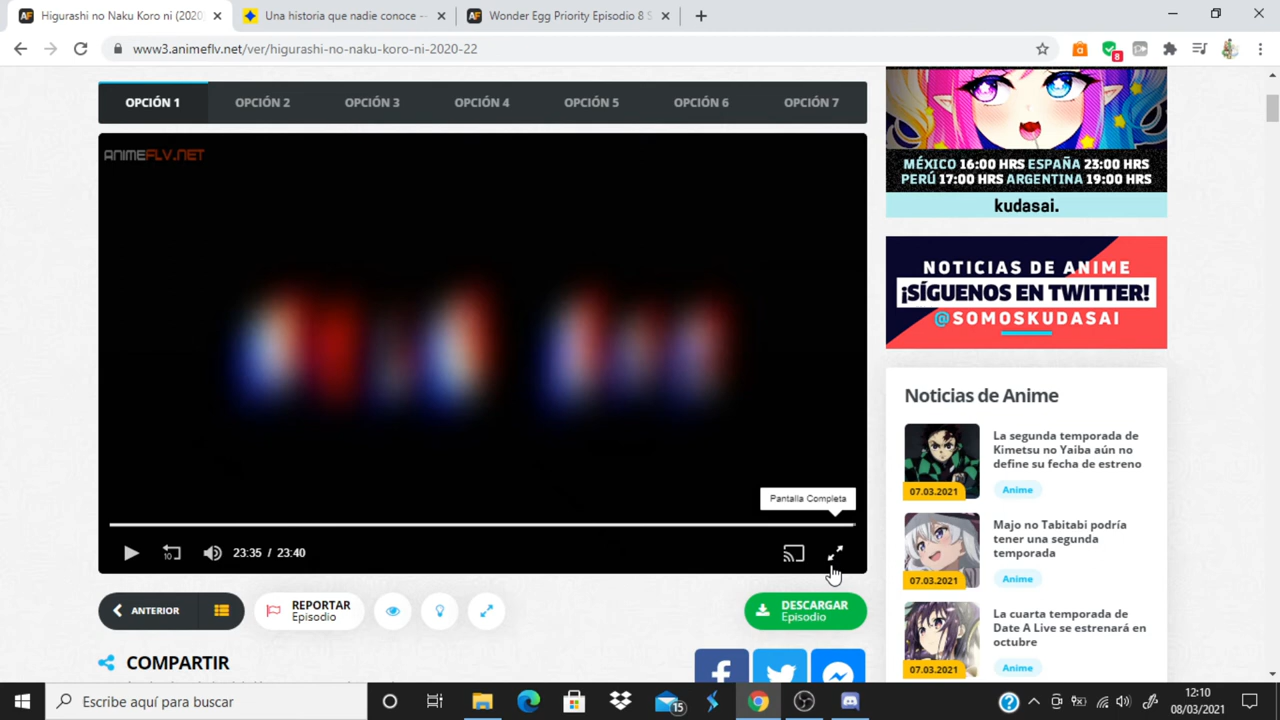 Higurashi no Naku Koro ni (2020)
Una historia que nadie conoce --
Wonder Egg Priority Episodio 8 S
www3.animeflv.net/ver/higurashi-no-naku-koro-ni-2020-22
8
OPCIÓN 1
OPCIÓN 2
OPCIÓN 3
OPCIÓN 4
OPCIÓN 5
OPCIÓN 6
OPCIÓN 7
ANIMEFLV.NET
MÉXICO 16:00 HRS ESPAÑA 23:00 HRS
PERÚ 17:00 HRS ARGENTINA 19:00 HRS
kudasai.
NOTICIAS DE ANIME
¡SÍGUENOS EN TWITTER!
@SOMOSKUDASAI
Noticias de Anime
La segunda temporada de
Kimetsu no Yaiba aún no
define su fecha de estreno
07.03.2021
Anime
Majo no Tabitabi podría
tener una segunda
temporada
07.03.2021
Anime
La cuarta temporada de
Date A Live se estrenará en
octubre
07.03.2021
Anime
Pantalla Completa
10
23:35 / 23:40
ANTERIOR
REPORTAR
Episodio
DESCARGAR
Episodio
COMPARTIR
Escribe aquí para buscar
15
12:10
08/03/2021